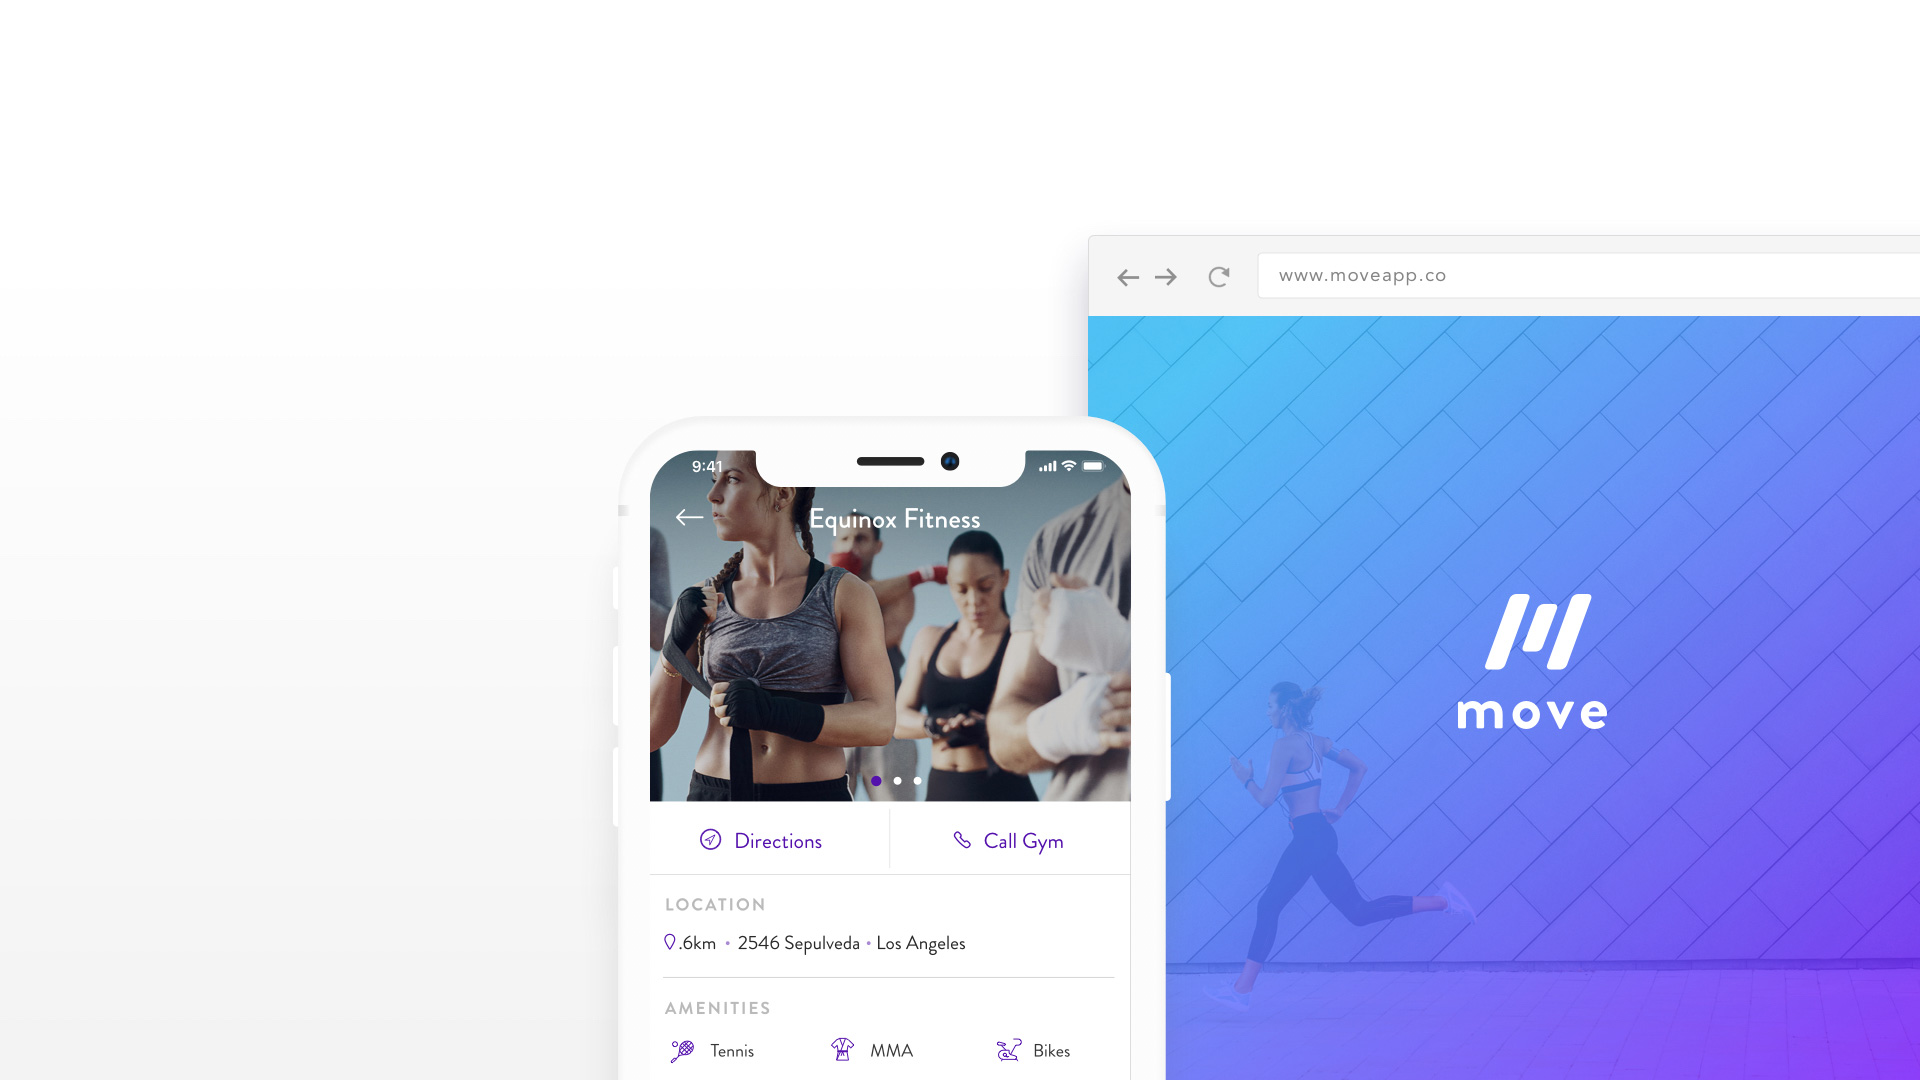 www.moveapp.co
move
9:41
Equinox Fitness
Directions
Call Gym
LOCATION
.6km • 2546 Sepulveda • Los Angeles
AMENITIES
Tennis
MMA
Bikes